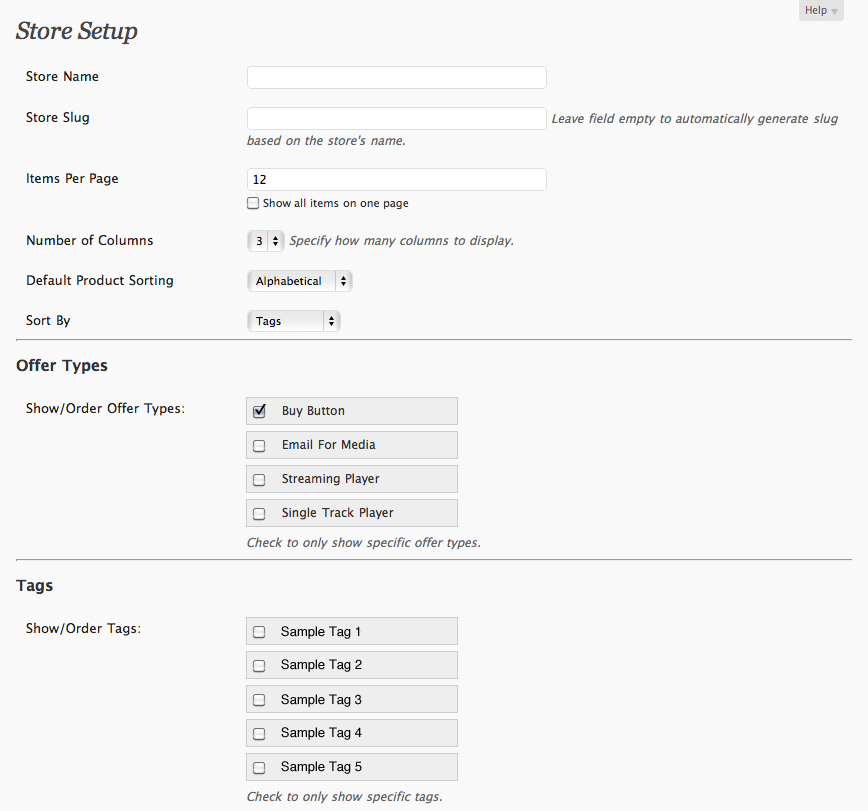 Help
Store Setup
Store Name
Store Slug Leave field empty to automatically generate slug
based on the store's name.
Items Per Page 12
Show all items on one page
Number of Columns 3 Specify how many columns to display.
Default Product Sorting Alphabetical
Sort By Tags
Offer Types
Show/Order Offer Types: Buy Button
Email For Media
Streaming Player
Single Track Player
Check to only show specific offer types.
Tags
Show/Order Tags: Sample Tag 1
Sample Tag 2
Sample Tag 3
Sample Tag 4
Sample Tag 5
Check to only show specific tags.